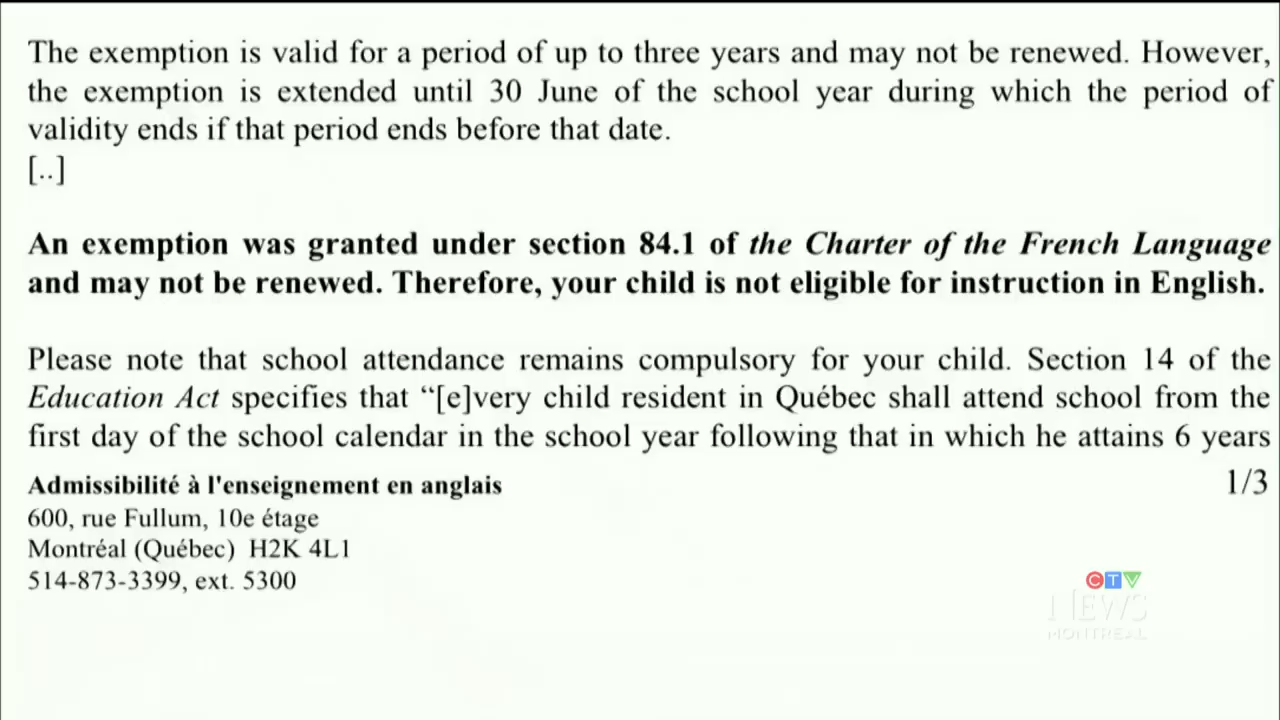 The exemption is valid for a period of up to three years and may not be renewed. However,
the exemption is extended until 30 June of the school year during which the period of
validity ends if that period ends before that date.
[..]
An exemption was granted under section 84.1 of the Charter of the French Language
and may not be renewed. Therefore, your child is not eligible for instruction in English.
Please note that school attendance remains compulsory for your child. Section 14 of the
Education Act specifies that “[e]very child resident in Québec shall attend school from the
first day of the school calendar in the school year following that in which he attains 6 years
Admissibilité à l'enseignement en anglais
1/3
600, rue Fullum, 10e étage
Montréal (Québec) H2K 4L1
514-873-3399, ext. 5300
CTV
NEWS
MONTREAL